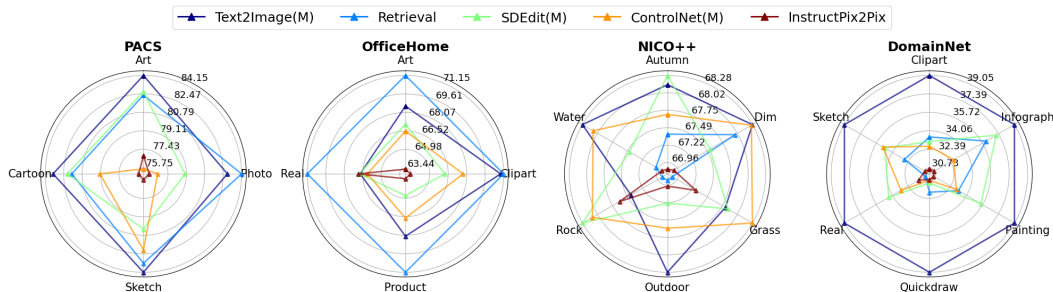 Text2Image(M) Retrieval SDEdit(M) ControlNet(M) InstructPix2Pix
PACS
Art
84.15
82.47
80.79
79.11
77.43
75.75
Cartoon
Photo
Sketch
OfficeHome
Art
71.15
69.61
68.07
66.52
64.98
63.44
Real
Clipart
Product
NICO++
Autumn
68.28
68.02
67.75
67.49
67.22
66.96
Water
Dim
Rock
Grass
Outdoor
DomainNet
Clipart
39.05
37.39
35.72
34.06
32.39
30.73
Sketch
Infograph
Real
Painting
Quickdraw